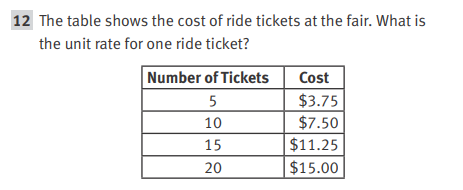 12 The table shows the cost of ride tickets at the fair. What is
the unit rate for one ride ticket?
Number of Tickets Cost
5 $3.75
10 $7.50
15 $11.25
20 $15.00